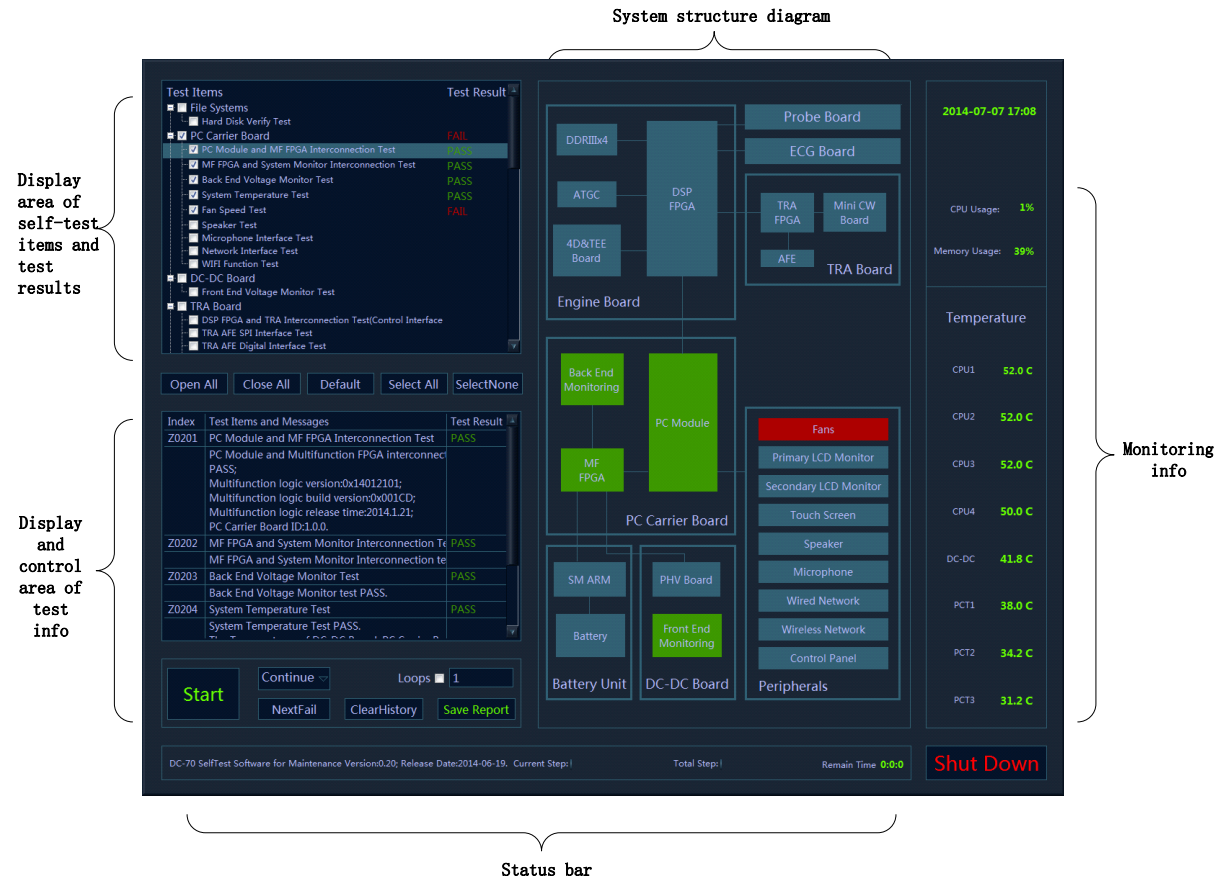 System structure diagram
Display
area of
self-test
items and
test
results
Test Items Test Result
File Systems
Hard Disk Verify Test
PC Carrier Board FAIL
PC Module and MF FPGA Interconnection Test PASS
MF FPGA and System Monitor Interconnection Test PASS
Back End Voltage Monitor Test PASS
System Temperature Test PASS
Fan Speed Test FAIL
Speaker Test
Microphone Interface Test
Network Interface Test
WIFI Function Test
DC-DC Board
Front End Voltage Monitor Test
TRA Board
DSP FPGA and TRA Interconnection Test(Control Interface
TRA AFE SPI Interface Test
TRA AFE Digital Interface Test
Open All Close All Default Select All SelectNone
Display
and
control
area of
test
info
Index Test Items and Messages Test Result
Z0201 PC Module and MF FPGA Interconnection Test PASS
PC Module and Multifunction FPGA interconnect
PASS;
Multifunction logic version:0x14012101;
Multifunction logic build version:0x001CD;
Multifunction logic release time:2014.1.21;
PC Carrier Board ID:1.0.0.
Z0202 MF FPGA and System Monitor Interconnection Te PASS
MF FPGA and System Monitor Interconnection te
Z0203 Back End Voltage Monitor Test PASS
Back End Voltage Monitor test PASS.
Z0204 System Temperature Test PASS
System Temperature Test PASS.
Start
Continue
Loops 1
NextFail ClearHistory Save Report
DDRIIIx4
ATGC
4D&TEE
Board
DSP
FPGA
Engine Board
Probe Board
ECG Board
TRA
FPGA
Mini CW
Board
AFE
TRA Board
Back End
Monitoring
PC Module
MF
FPGA
PC Carrier Board
SM ARM
Battery
Battery Unit
PHV Board
Front End
Monitoring
DC-DC Board
Fans
Primary LCD Monitor
Secondary LCD Monitor
Touch Screen
Speaker
Microphone
Wired Network
Wireless Network
Control Panel
Peripherals
2014-07-07 17:08
CPU Usage: 1%
Memory Usage: 39%
Temperature
CPU1 52.0 C
CPU2 52.0 C
CPU3 52.0 C
CPU4 50.0 C
DC-DC 41.8 C
PCT1 38.0 C
PCT2 34.2 C
PCT3 31.2 C
Monitoring
info
DC-70 SelfTest Software for Maintenance Version:0.20; Release Date:2014-06-19. Current Step: Total Step: Remain Time 0:0:0
Shut Down
Status bar